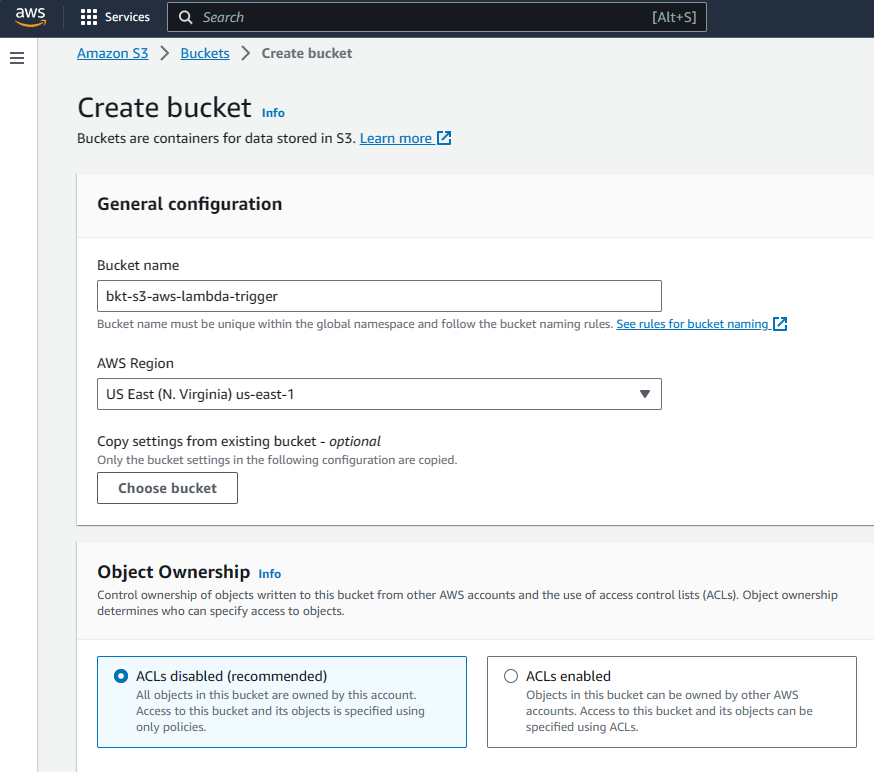 aws Services Search [Alt+S]
Amazon S3 Buckets Create bucket
Create bucket Info
Buckets are containers for data stored in S3. Learn more
General configuration
Bucket name
bkt-s3-aws-lambda-trigger
Bucket name must be unique within the global namespace and follow the bucket naming rules. See rules for bucket naming
AWS Region
US East (N. Virginia) us-east-1
Copy settings from existing bucket - optional
Only the bucket settings in the following configuration are copied.
Choose bucket
Object Ownership Info
Control ownership of objects written to this bucket from other AWS accounts and the use of access control lists (ACLs). Object ownership
determines who can specify access to objects.
ACLs disabled (recommended)
All objects in this bucket are owned by this account.
Access to this bucket and its objects is specified using
only policies.
ACLs enabled
Objects in this bucket can be owned by other AWS
accounts. Access to this bucket and its objects can be
specified using ACLs.